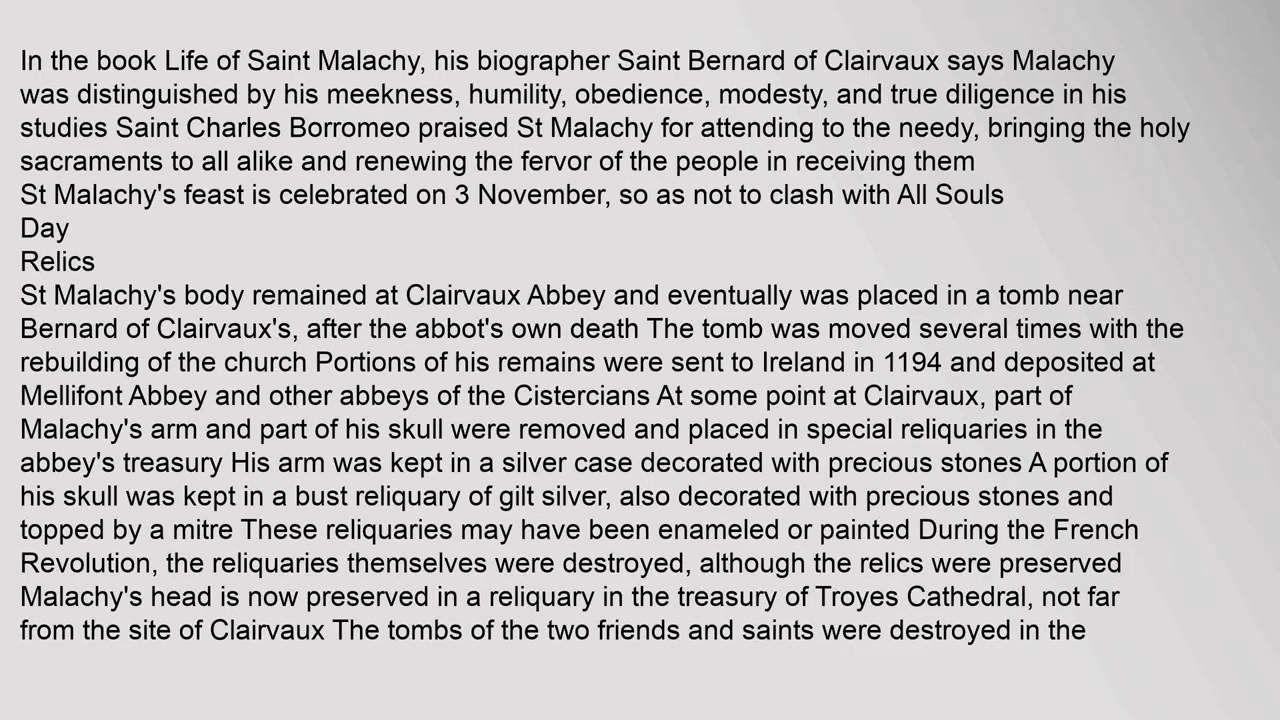 In the book Life of Saint Malachy, his biographer Saint Bernard of Clairvaux says Malachy
was distinguished by his meekness, humility, obedience, modesty, and true diligence in his
studies Saint Charles Borromeo praised St Malachy for attending to the needy, bringing the holy
sacraments to all alike and renewing the fervor of the people in receiving them
St Malachy's feast is celebrated on 3 November, so as not to clash with All Souls
Day
Relics
St Malachy's body remained at Clairvaux Abbey and eventually was placed in a tomb near
Bernard of Clairvaux's, after the abbot's own death The tomb was moved several times with the
rebuilding of the church Portions of his remains were sent to Ireland in 1194 and deposited at
Mellifont Abbey and other abbeys of the Cistercians At some point at Clairvaux, part of
Malachy's arm and part of his skull were removed and placed in special reliquaries in the
abbey's treasury His arm was kept in a silver case decorated with precious stones A portion of
his skull was kept in a bust reliquary of gilt silver, also decorated with precious stones and
topped by a mitre These reliquaries may have been enameled or painted During the French
Revolution, the reliquaries themselves were destroyed, although the relics were preserved
Malachy's head is now preserved in a reliquary in the treasury of Troyes Cathedral, not far
from the site of Clairvaux The tombs of the two friends and saints were destroyed in the